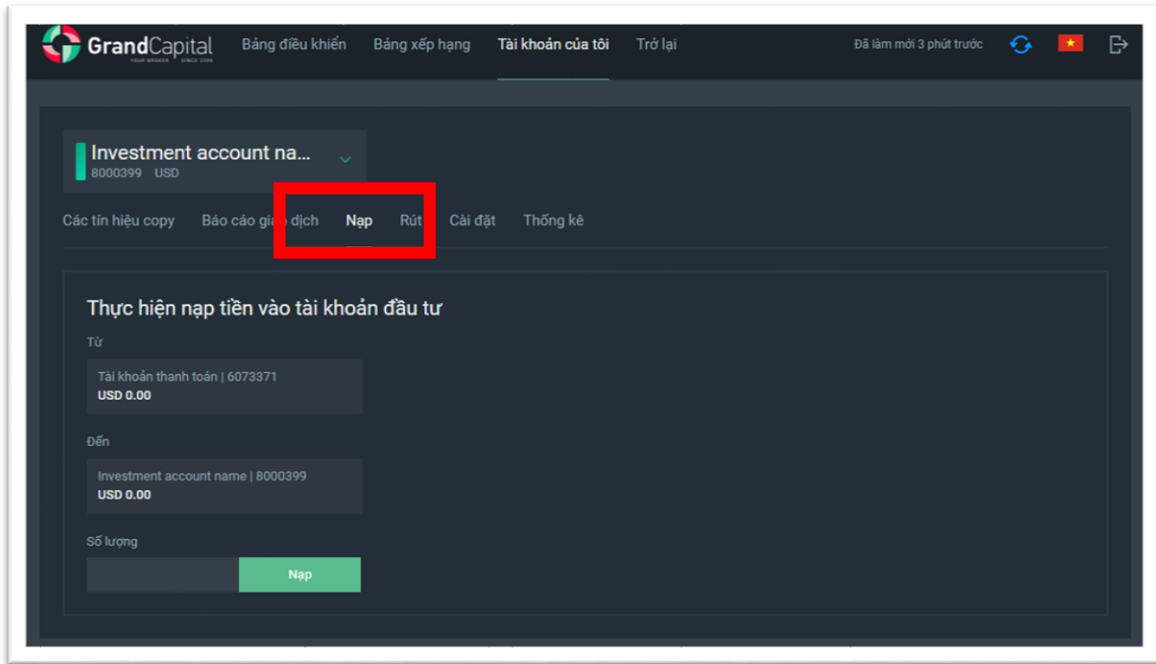 GrandCapital
YOUR BROKER SINCE 2006
Bảng điều khiển Bảng xếp hạng Tài khoản của tôi Trở lại Đã làm mới 3 phút trước
Investment account na...
8000399 USD
Các tín hiệu copy Báo cáo giao dịch Nạp Rút Cài đặt Thống kê
Thực hiện nạp tiền vào tài khoản đầu tư
Từ
Tài khoản thanh toán | 6073371
USD 0.00
Đến
Investment account name | 8000399
USD 0.00
Số lượng
Nạp